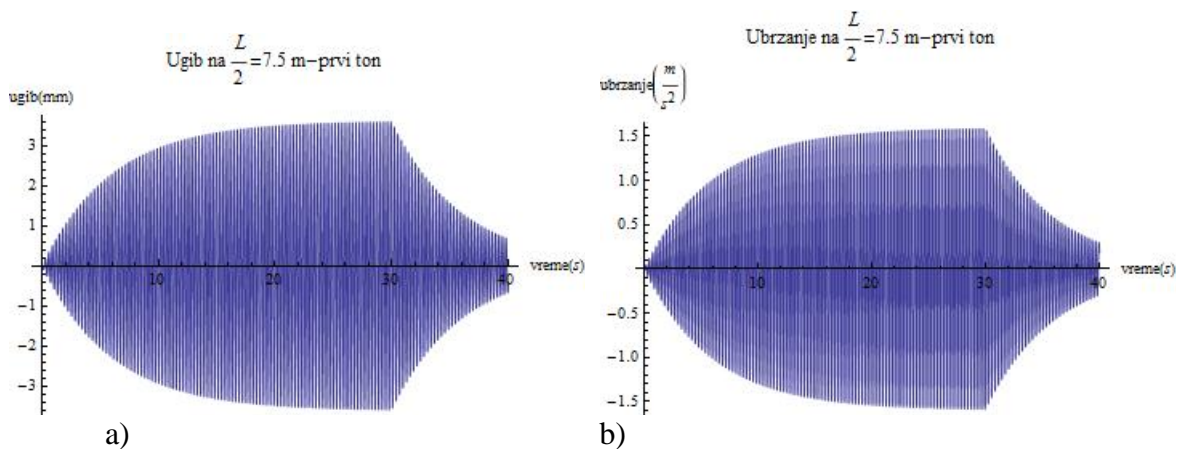 Ugib na L/2=7.5 m-prvi ton
ugib(mm)
3
2
1
-1
-2
-3
10
20
30
40
vreme(s)
a)
Ubrzanje na L/2=7.5 m-prvi ton
ubrzanje(m/s²)
1.5
1.0
0.5
-0.5
-1.0
-1.5
10
20
30
40
vreme(s)
b)